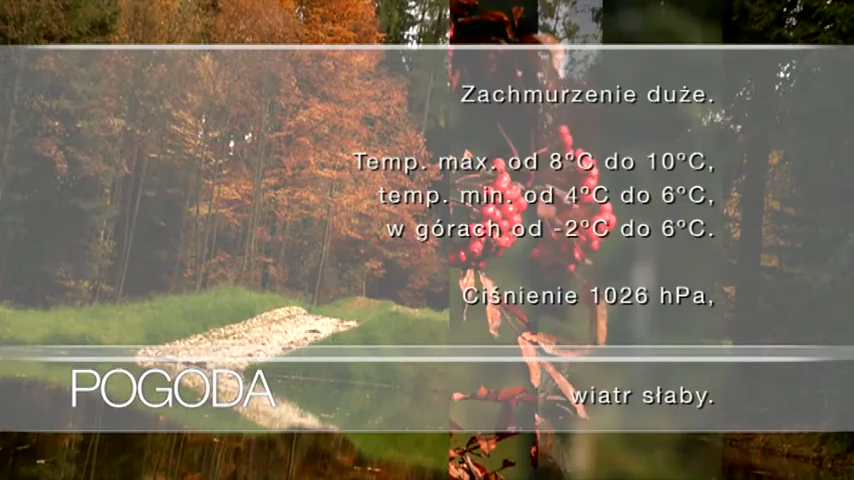 Zachmurzenie duże.
Temp. max. od 8°C do 10°C,
temp. min. od 4°C do 6°C,
w górach od -2°C do 6°C.
Ciśnienie 1026 hPa,
POGODA
wiatr słaby.